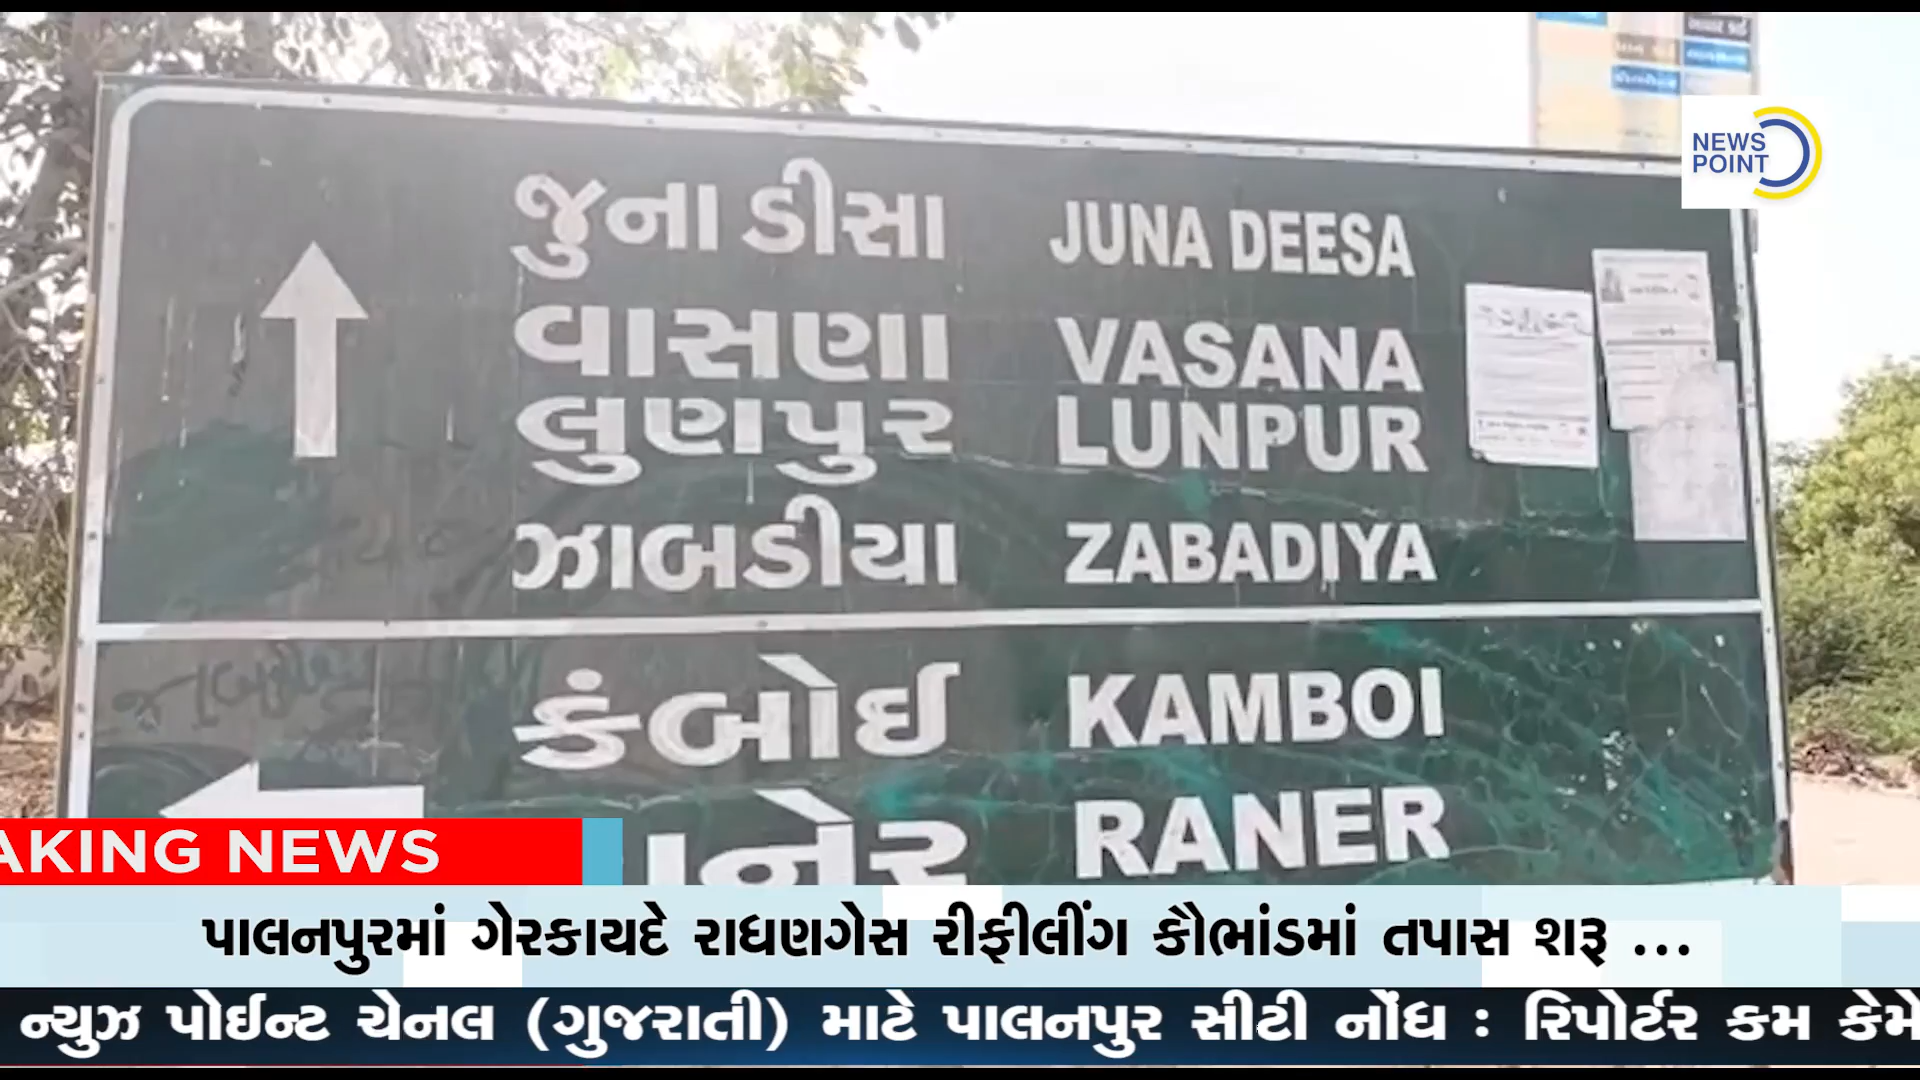 NEWS
POINT
જુના ડીસા JUNA DEESA
વાસણા VASANA
લુણપુર LUNPUR
ઝાબડીયા ZABADIYA
કંબોઈ KAMBOI
RANER
AKING NEWS
પાલનપુરમાં ગેરકાયદે રાધણગેસ રીફીલીંગ કૌભાંડમાં તપાસ શરૂ ...
ન્યુઝ પોઈન્ટ ચેનલ (ગુજરાતી) માટે પાલનપુર સીટી નોંધ : રિપોર્ટર કમ કેમે